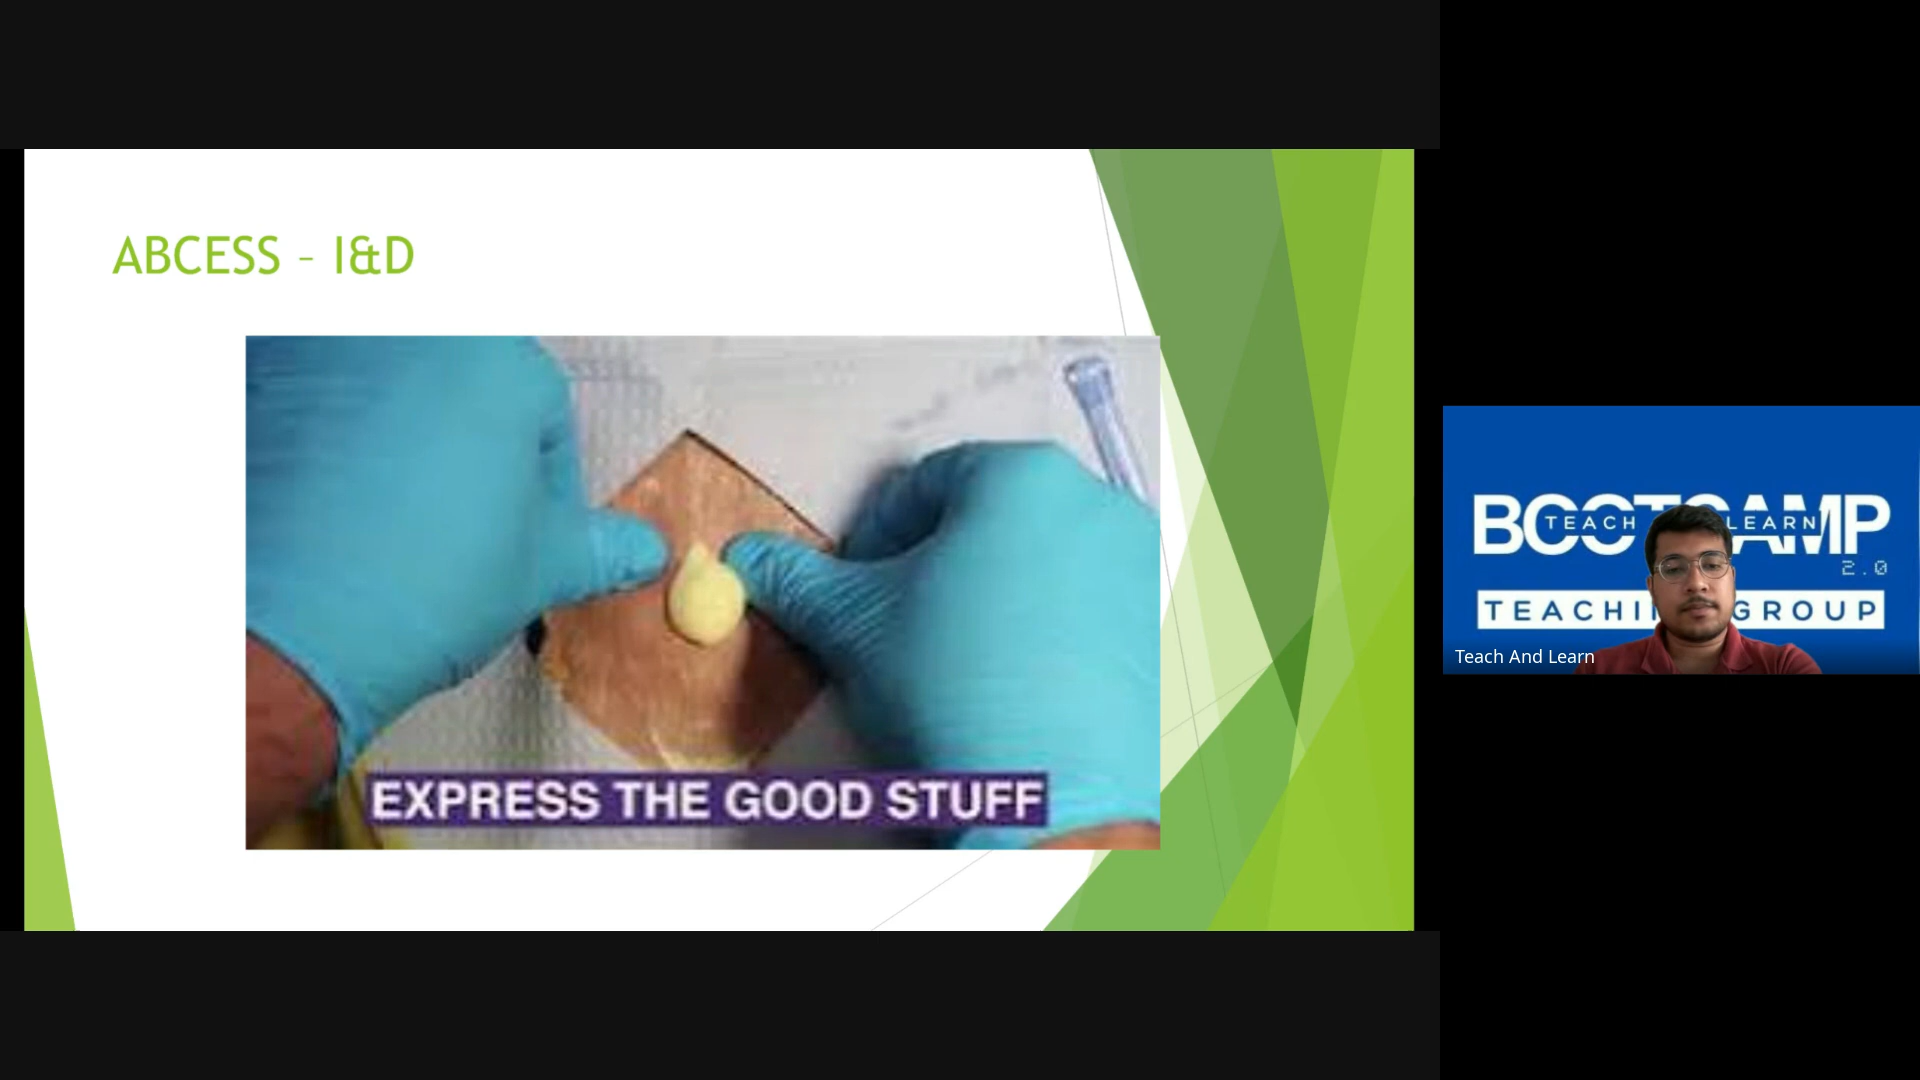 ABCESS – I&D
EXPRESS THE GOOD STUFF
TEACH LEARN
2.0
GROUP
Teach And Learn